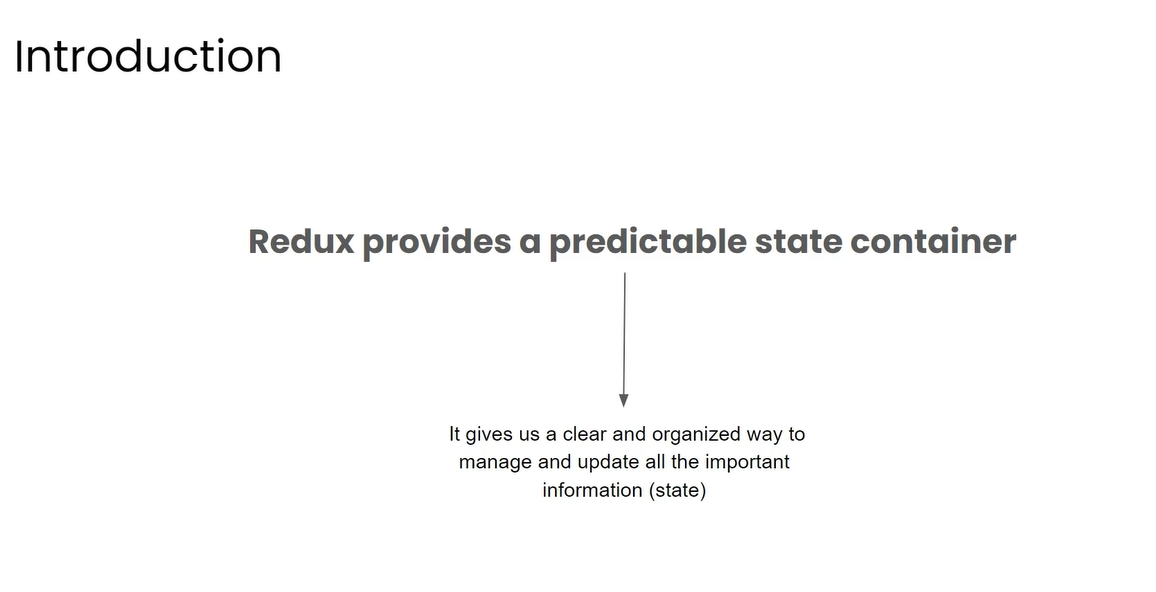 Introduction
Redux provides a predictable state container
It gives us a clear and organized way to
manage and update all the important
information (state)